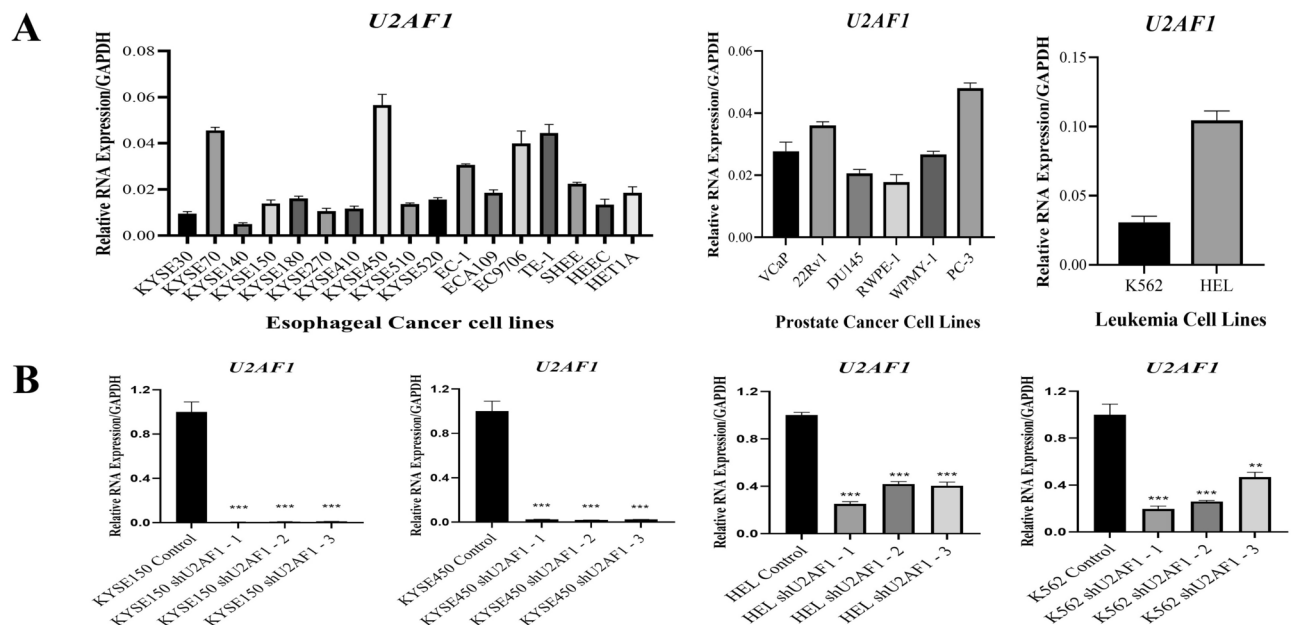 A
U2AF1
Relative RNA Expression/GAPDH
0.08
0.06
0.04
0.02
0.00
KYSE30
KYSE70
KYSE140
KYSE150
KYSE180
KYSE270
KYSE410
KYSE450
KYSE510
KYSE520
EC-1
ECA109
EC9706
TE-1
SHEE
HEEC
HET1A
Esophageal Cancer cell lines
U2AF1
Relative RNA Expression/GAPDH
0.06
0.04
0.02
0.00
VCaP
22Rv1
DU145
RWPE-1
WPMY-1
PC-3
Prostate Cancer Cell Lines
U2AF1
Relative RNA Expression/GAPDH
0.15
0.10
0.05
0.00
K562
HEL
Leukemia Cell Lines
B
U2AF1
Relative RNA Expression/GAPDH
1.2
0.8
0.4
0.0
***
***
***
KYSE150 Control
KYSE150 shU2AF1 - 1
KYSE150 shU2AF1 - 2
KYSE150 shU2AF1 - 3
U2AF1
Relative RNA Expression/GAPDH
1.2
0.8
0.4
0.0
***
***
***
KYSE450 Control
KYSE450 shU2AF1 - 1
KYSE450 shU2AF1 - 2
KYSE450 shU2AF1 - 3
U2AF1
Relative RNA Expression/GAPDH
1.2
0.8
0.4
0.0
***
***
***
HEL Control
HEL shU2AF1 - 1
HEL shU2AF1 - 2
HEL shU2AF1 - 3
U2AF1
Relative RNA Expression/GAPDH
1.2
0.8
0.4
0.0
***
***
**
K562 Control
K562 shU2AF1 - 1
K562 shU2AF1 - 2
K562 shU2AF1 - 3